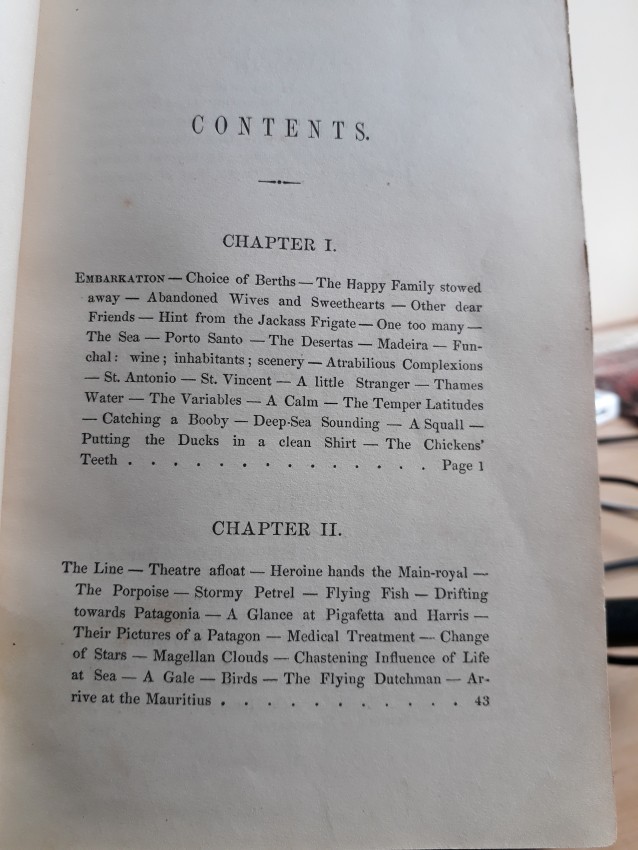 CONTENTS.
CHAPTER I.
EMBARKATION — Choice of Berths — The Happy Family stowed
away — Abandoned Wives and Sweethearts — Other dear
Friends — Hint from the Jackass Frigate — One too many —
The Sea — Porto Santo — The Desertas — Madeira — Fun-
chal: wine; inhabitants; scenery — Atrabilious Complexions
— St. Antonio — St. Vincent — A little Stranger — Thames
Water — The Variables — A Calm — The Temper Latitudes
— Catching a Booby — Deep-Sea Sounding — A Squall —
Putting the Ducks in a clean Shirt — The Chickens'
Teeth . . . . . . . . . . . . . . Page 1
CHAPTER II.
The Line — Theatre afloat — Heroine hands the Main-royal —
The Porpoise — Stormy Petrel — Flying Fish — Drifting
towards Patagonia — A Glance at Pigafetta and Harris —
Their Pictures of a Patagon — Medical Treatment — Change
of Stars — Magellan Clouds — Chastening Influence of Life
at Sea — A Gale — Birds — The Flying Dutchman — Ar-
rive at the Mauritius . . . . . . . . . . . 43